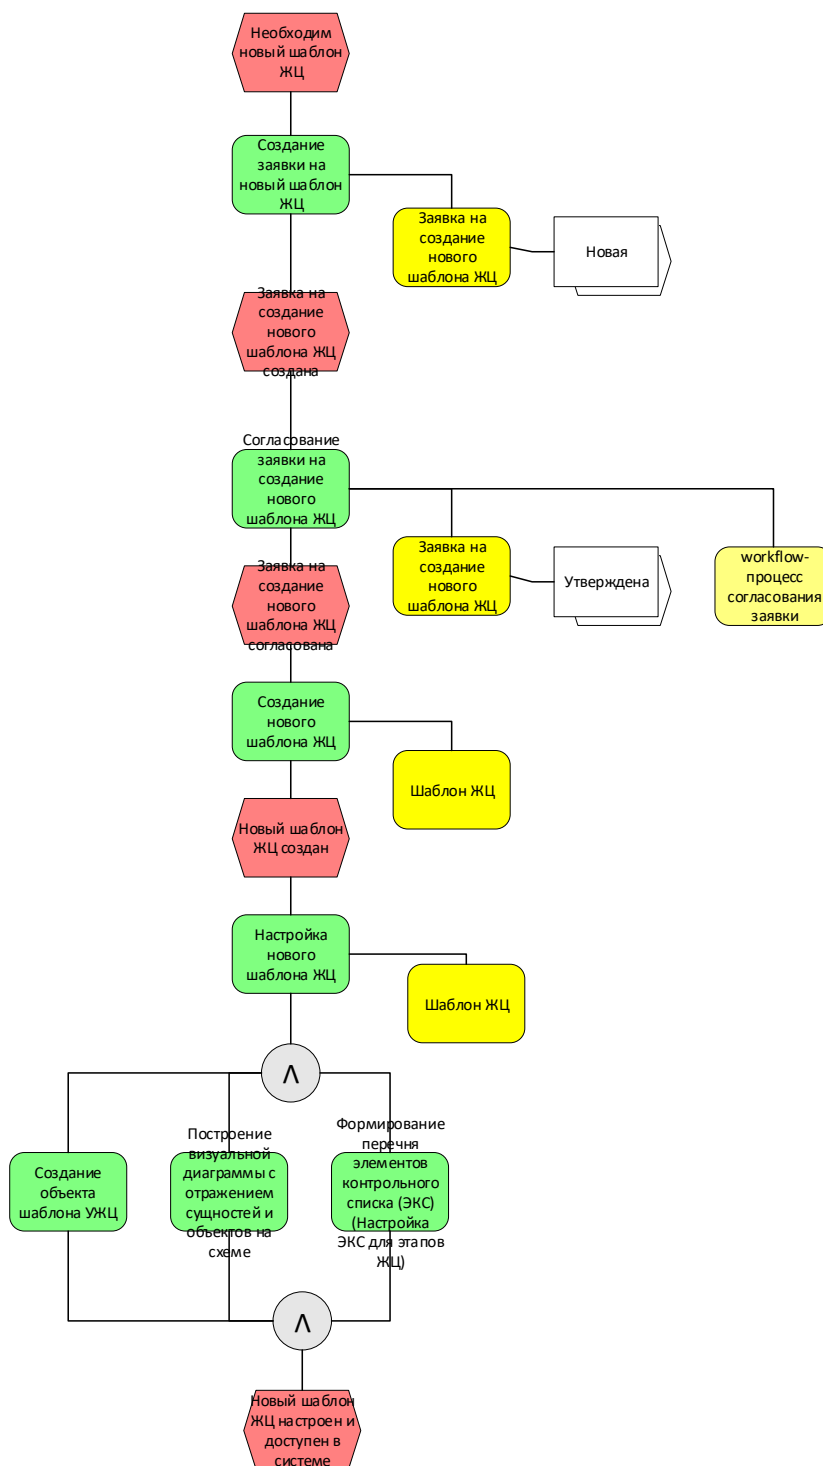 Необходим
новый шаблон
ЖЦ
Создание
заявки на
новый шаблон
ЖЦ
Заявка на
создание
нового
шаблона ЖЦ
Новая
Заявка на
создание
нового
шаблона ЖЦ
создана
Согласование
заявки на
создание
нового
шаблона ЖЦ
Заявка на
создание
нового
шаблона ЖЦ
Утверждена
workflow-
процесс
согласования
заявки
Заявка на
создание
нового
шаблона ЖЦ
согласована
Создание
нового
шаблона ЖЦ
Шаблон ЖЦ
Новый шаблон
ЖЦ создан
Настройка
нового
шаблона ЖЦ
Шаблон ЖЦ
Λ
Создание
объекта
шаблона УЖЦ
Построение
визуальной
диаграммы с
отражением
сущностей и
объектов на
схеме
Формирование
перечня
элементов
контрольного
списка (ЭКС)
(Настройка
ЭКС для этапов
ЖЦ)
Λ
Новый шаблон
ЖЦ настроен и
доступен в
системе